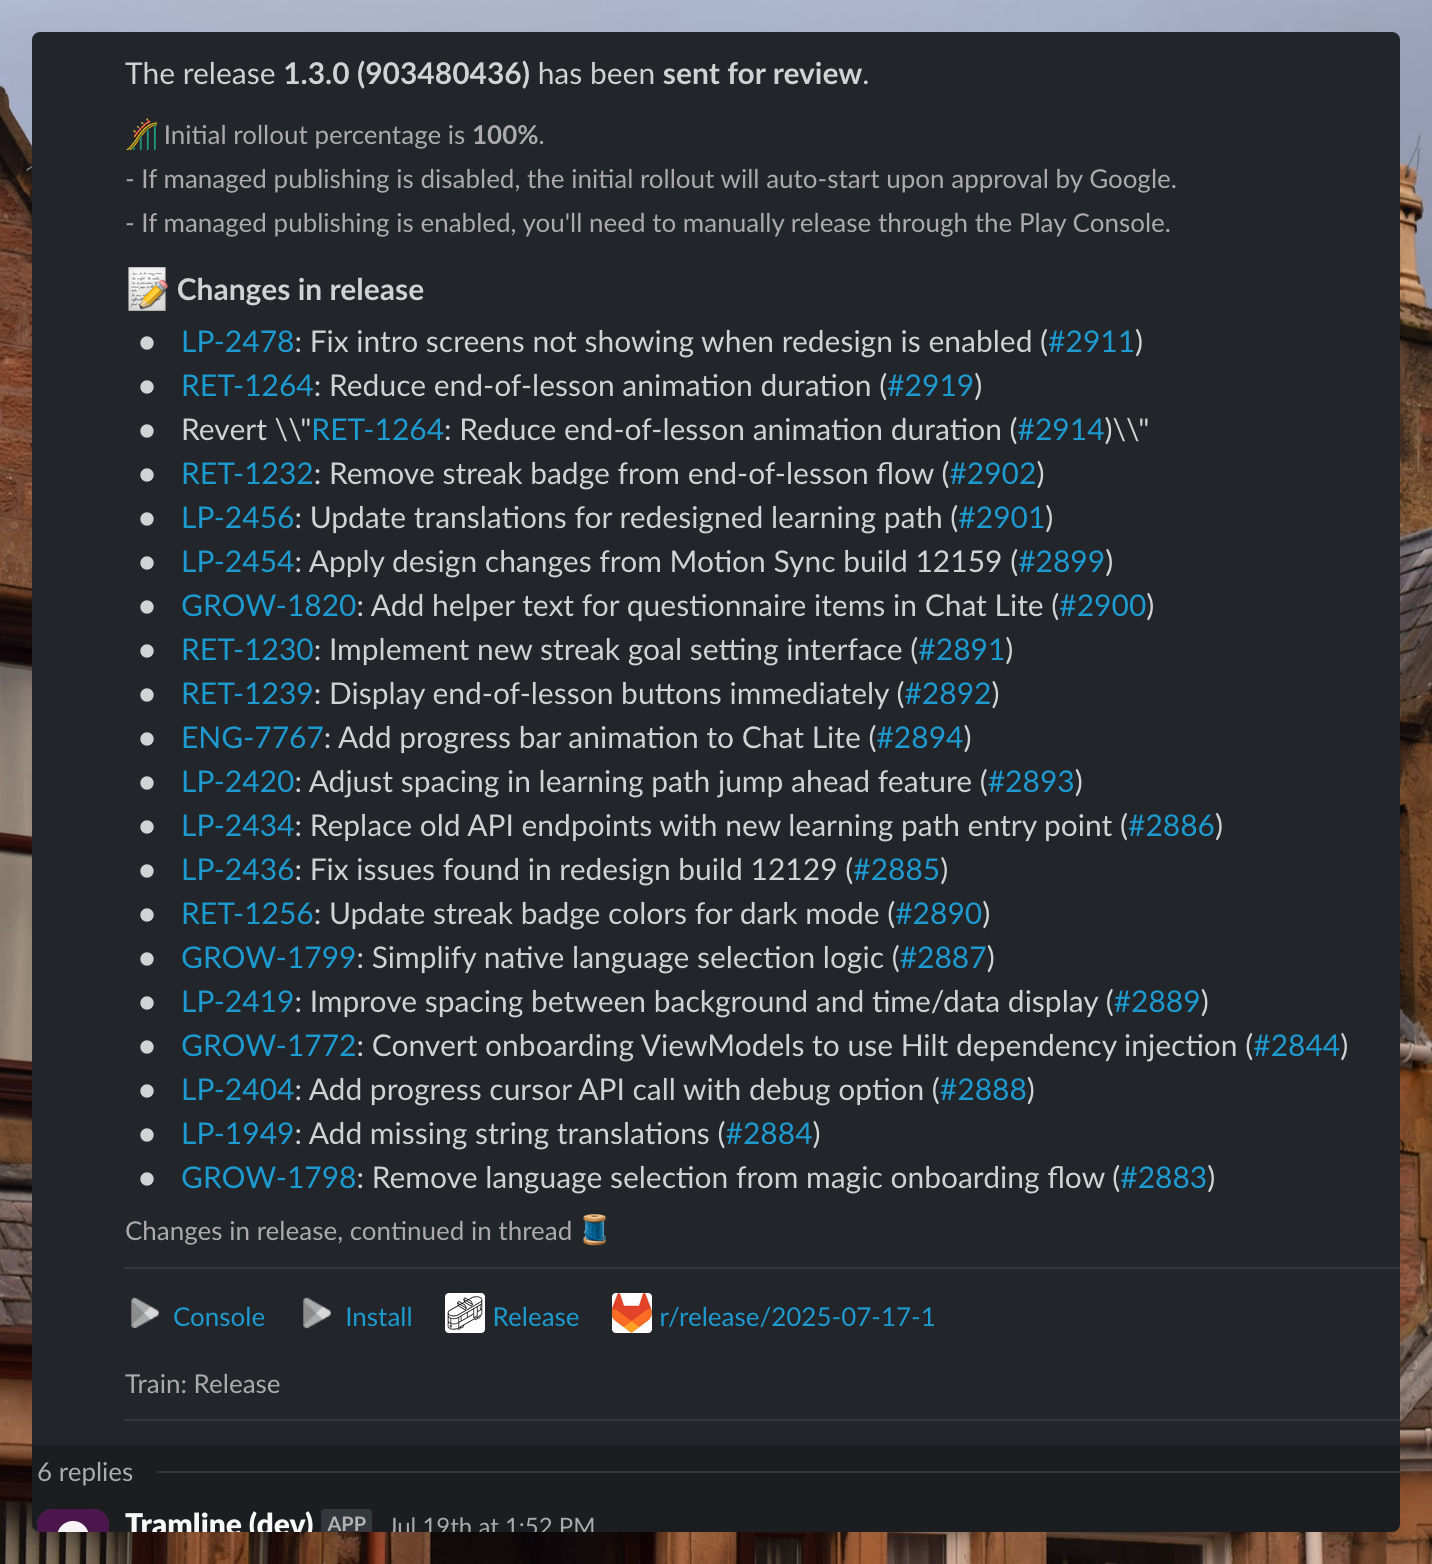 The release 1.3.0 (903480436) has been sent for review.
Initial rollout percentage is 100%.
- If managed publishing is disabled, the initial rollout will auto-start upon approval by Google.
- If managed publishing is enabled, you'll need to manually release through the Play Console.
Changes in release
● LP-2478: Fix intro screens not showing when redesign is enabled (#2911)
● RET-1264: Reduce end-of-lesson animation duration (#2919)
● Revert \\"RET-1264: Reduce end-of-lesson animation duration (#2914)\\"
● RET-1232: Remove streak badge from end-of-lesson flow (#2902)
● LP-2456: Update translations for redesigned learning path (#2901)
● LP-2454: Apply design changes from Motion Sync build 12159 (#2899)
● GROW-1820: Add helper text for questionnaire items in Chat Lite (#2900)
● RET-1230: Implement new streak goal setting interface (#2891)
● RET-1239: Display end-of-lesson buttons immediately (#2892)
● ENG-7767: Add progress bar animation to Chat Lite (#2894)
● LP-2420: Adjust spacing in learning path jump ahead feature (#2893)
● LP-2434: Replace old API endpoints with new learning path entry point (#2886)
● LP-2436: Fix issues found in redesign build 12129 (#2885)
● RET-1256: Update streak badge colors for dark mode (#2890)
● GROW-1799: Simplify native language selection logic (#2887)
● LP-2419: Improve spacing between background and time/data display (#2889)
● GROW-1772: Convert onboarding ViewModels to use Hilt dependency injection (#2844)
● LP-2404: Add progress cursor API call with debug option (#2888)
● LP-1949: Add missing string translations (#2884)
● GROW-1798: Remove language selection from magic onboarding flow (#2883)
Changes in release, continued in thread
Console Install Release r/release/2025-07-17-1
Train: Release
6 replies
Tramline (dev) APP Jul 19th at 1:52 PM